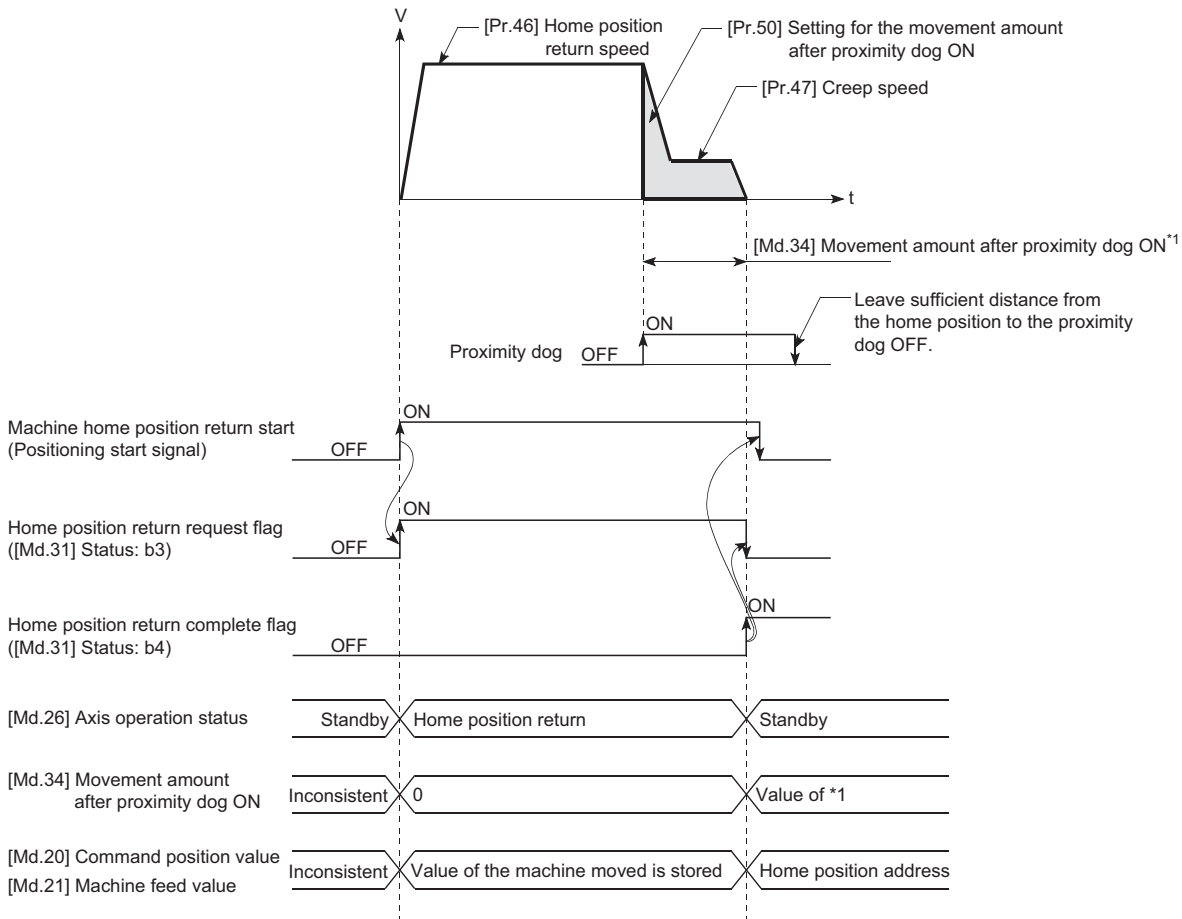 V
[Pr.46] Home position
return speed
[Pr.50] Setting for the movement amount
after proximity dog ON
[Pr.47] Creep speed
t
[Md.34] Movement amount after proximity dog ON*1
Leave sufficient distance from
the home position to the proximity
dog OFF.
ON
Proximity dog OFF
ON
Machine home position return start
(Positioning start signal)
OFF
ON
Home position return request flag
([Md.31] Status: b3)
OFF
ON
Home position return complete flag
([Md.31] Status: b4)
OFF
[Md.26] Axis operation status Standby Home position return Standby
[Md.34] Movement amount
after proximity dog ON
Inconsistent 0 Value of *1
[Md.20] Command position value
[Md.21] Machine feed value
Inconsistent Value of the machine moved is stored Home position address